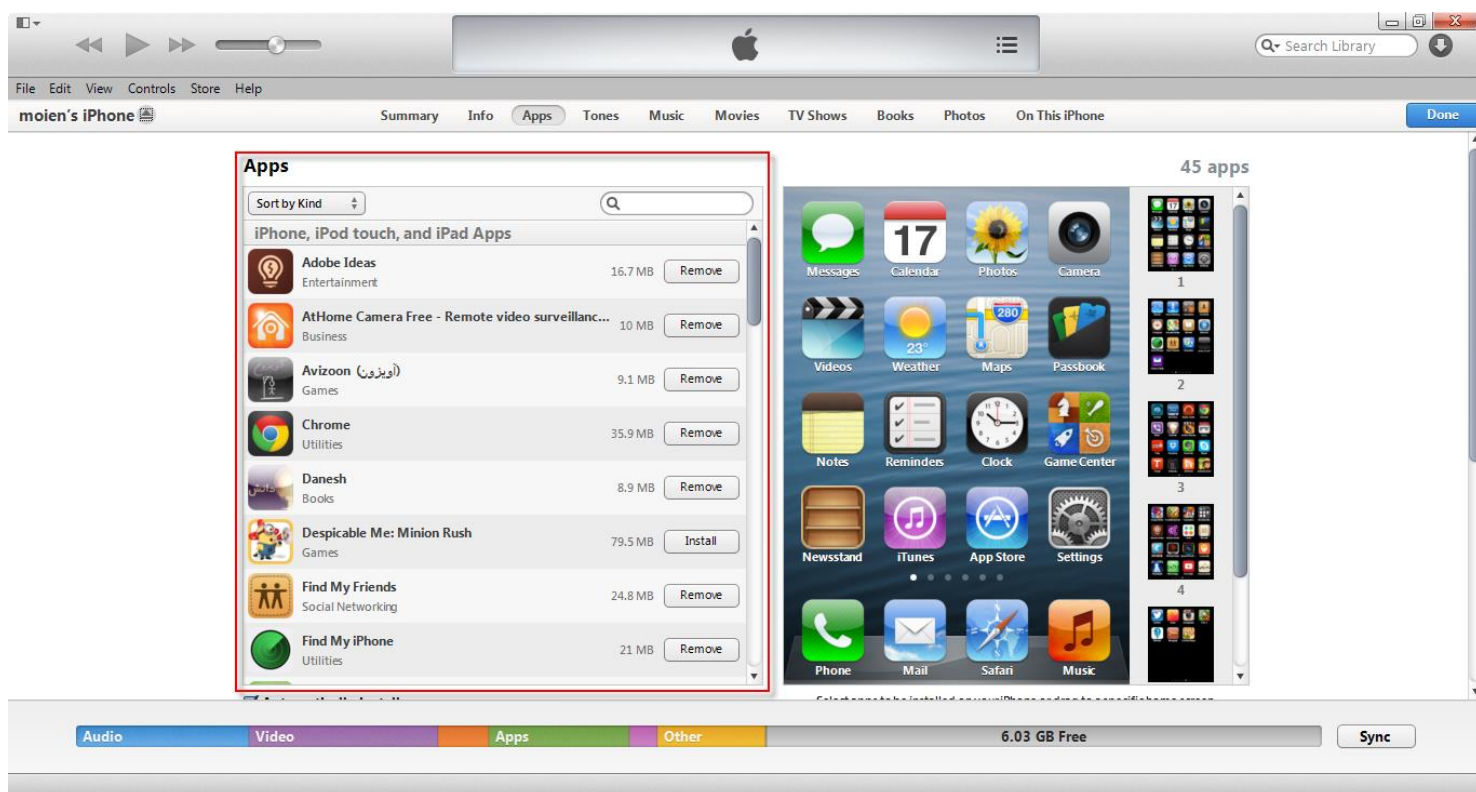 Search Library
File Edit View Controls Store Help
moien's iPhone Summary Info Apps Tones Music Movies TV Shows Books Photos On This iPhone Done
Apps
45 apps
Sort by Kind
iPhone, iPod touch, and iPad Apps
Adobe Ideas
Entertainment
16.7 MB Remove
AtHome Camera Free - Remote video surveillanc...
Business
10 MB Remove
Avizoon (آویزون)
Games
9.1 MB Remove
Chrome
Utilities
35.9 MB Remove
Danesh
Books
8.9 MB Remove
Despicable Me: Minion Rush
Games
79.5 MB Install
Find My Friends
Social Networking
24.8 MB Remove
Find My iPhone
Utilities
21 MB Remove
17
Messages Calendar Photos Camera
23°
280
Videos Weather Maps Passbook
Notes Reminders Clock Game Center
Newsstand iTunes App Store Settings
Phone Mail Safari Music
1
2
3
4
Audio Video Apps Other 6.03 GB Free Sync